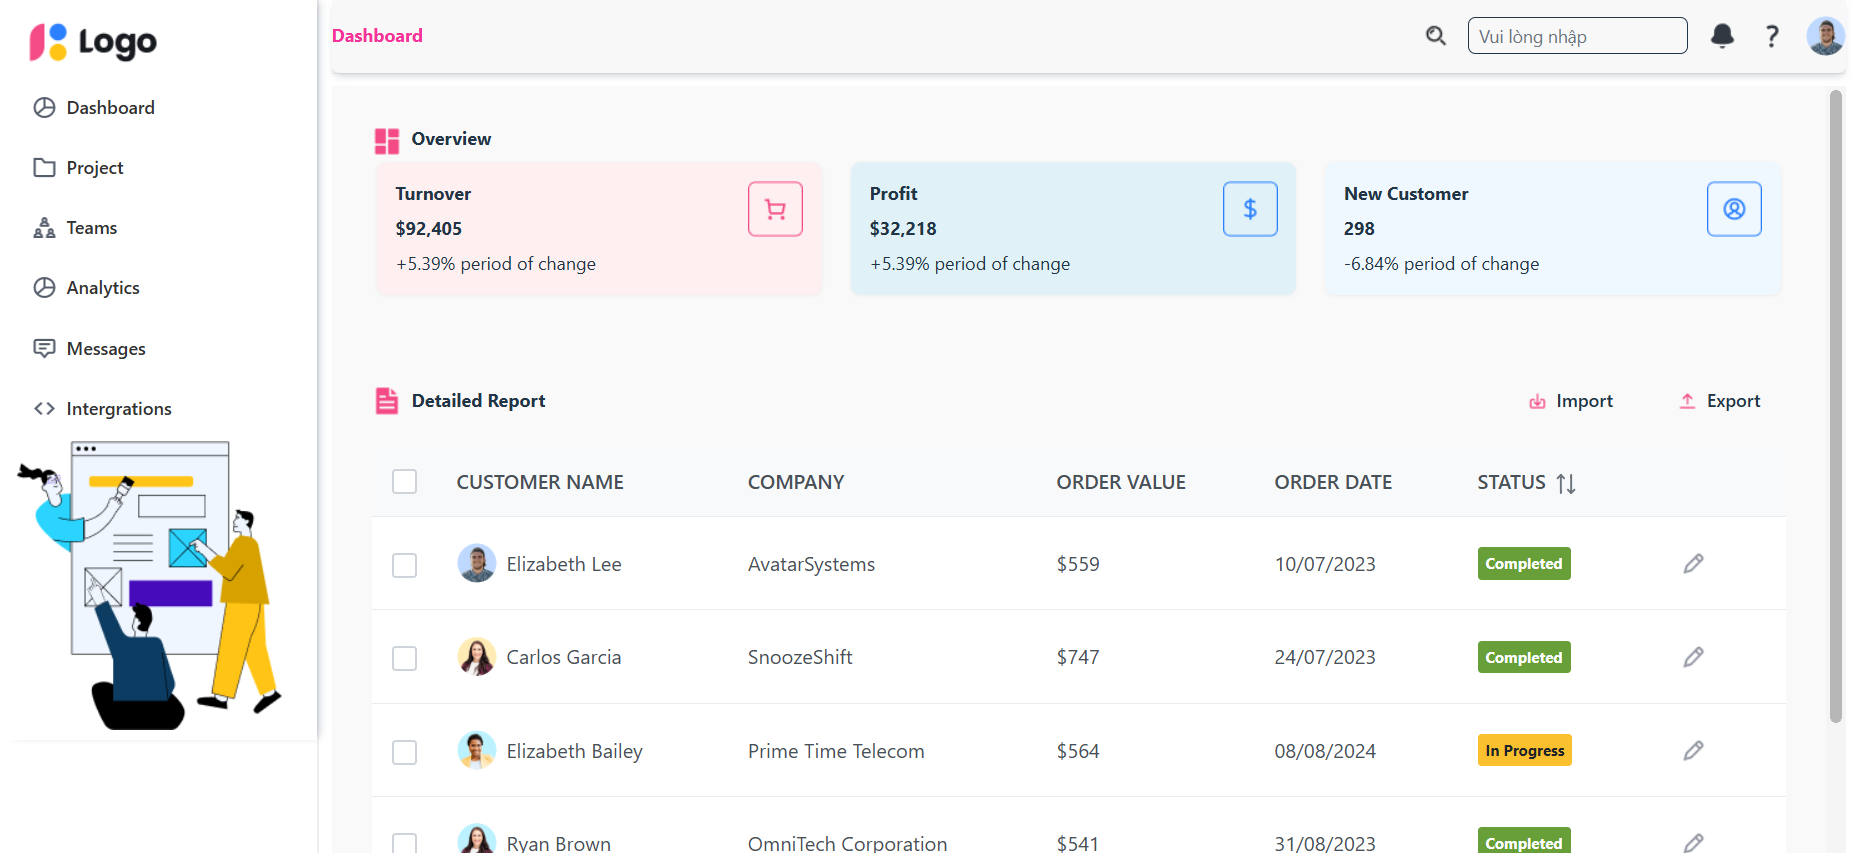 Logo
Dashboard
Project
Teams
Analytics
Messages
Intergrations
Dashboard
Vui lòng nhập
?
Overview
Turnover
$92,405
+5.39% period of change
Profit
$32,218
+5.39% period of change
$
New Customer
298
-6.84% period of change
Detailed Report
Import
Export
CUSTOMER NAME COMPANY ORDER VALUE ORDER DATE STATUS
Elizabeth Lee AvatarSystems $559 10/07/2023 Completed
Carlos Garcia SnoozeShift $747 24/07/2023 Completed
Elizabeth Bailey Prime Time Telecom $564 08/08/2024 In Progress
Ryan Brown OmniTech Corporation $541 31/08/2023 Completed